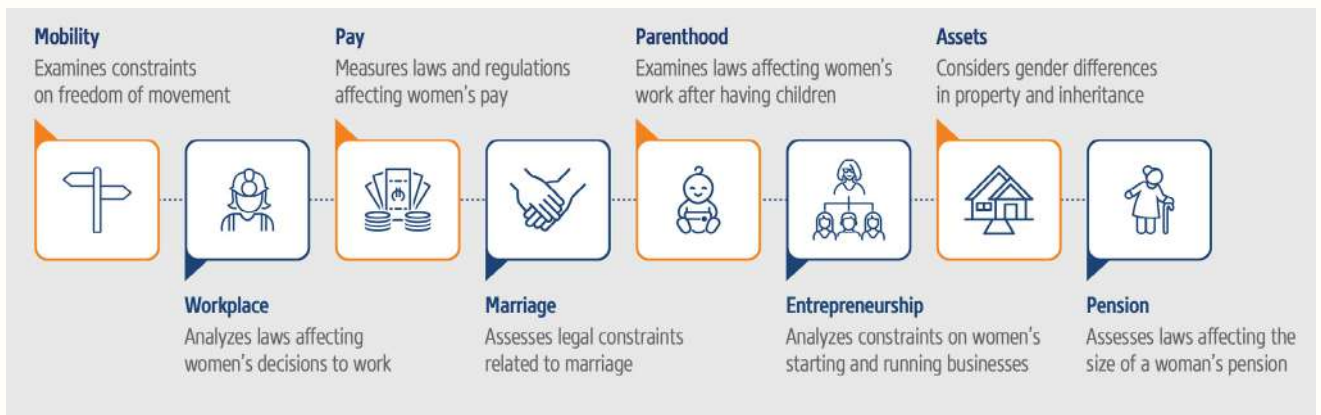 Mobility
Examines constraints
on freedom of movement
Pay
Measures laws and regulations
affecting women's pay
Parenthood
Examines laws affecting women's
work after having children
Assets
Considers gender differences
in property and inheritance
Workplace
Analyzes laws affecting
women's decisions to work
Marriage
Assesses legal constraints
related to marriage
Entrepreneurship
Analyzes constraints on women's
starting and running businesses
Pension
Assesses laws affecting the
size of a woman's pension